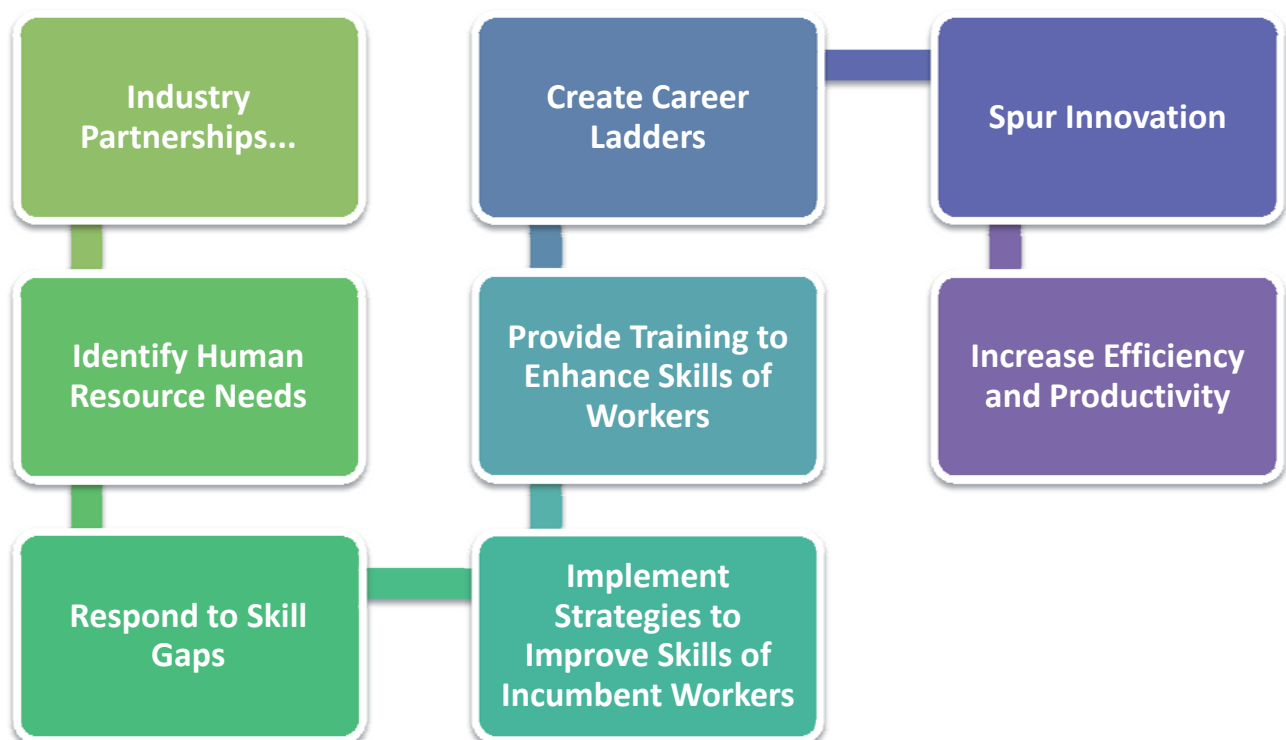 Industry
Partnerships...
Identify Human
Resource Needs
Respond to Skill
Gaps
Implement
Strategies to
Improve Skills of
Incumbent Workers
Provide Training to
Enhance Skills of
Workers
Create Career
Ladders
Spur Innovation
Increase Efficiency
and Productivity